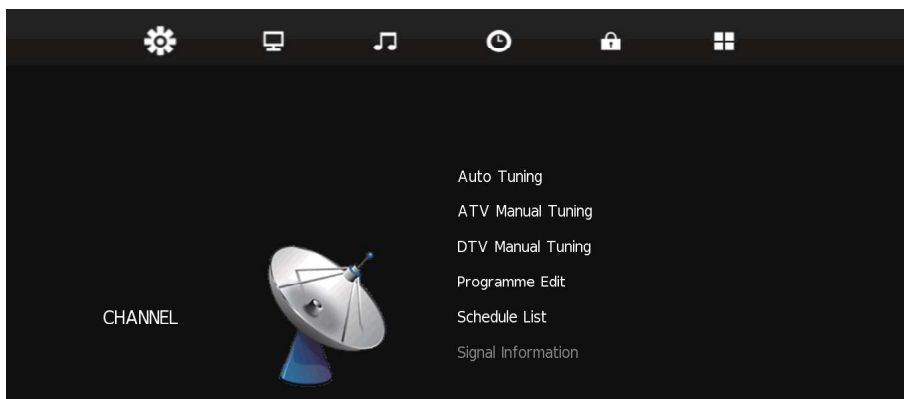 Auto Tuning
ATV Manual Tuning
DTV Manual Tuning
Programme Edit
CHANNEL
Schedule List
Signal Information